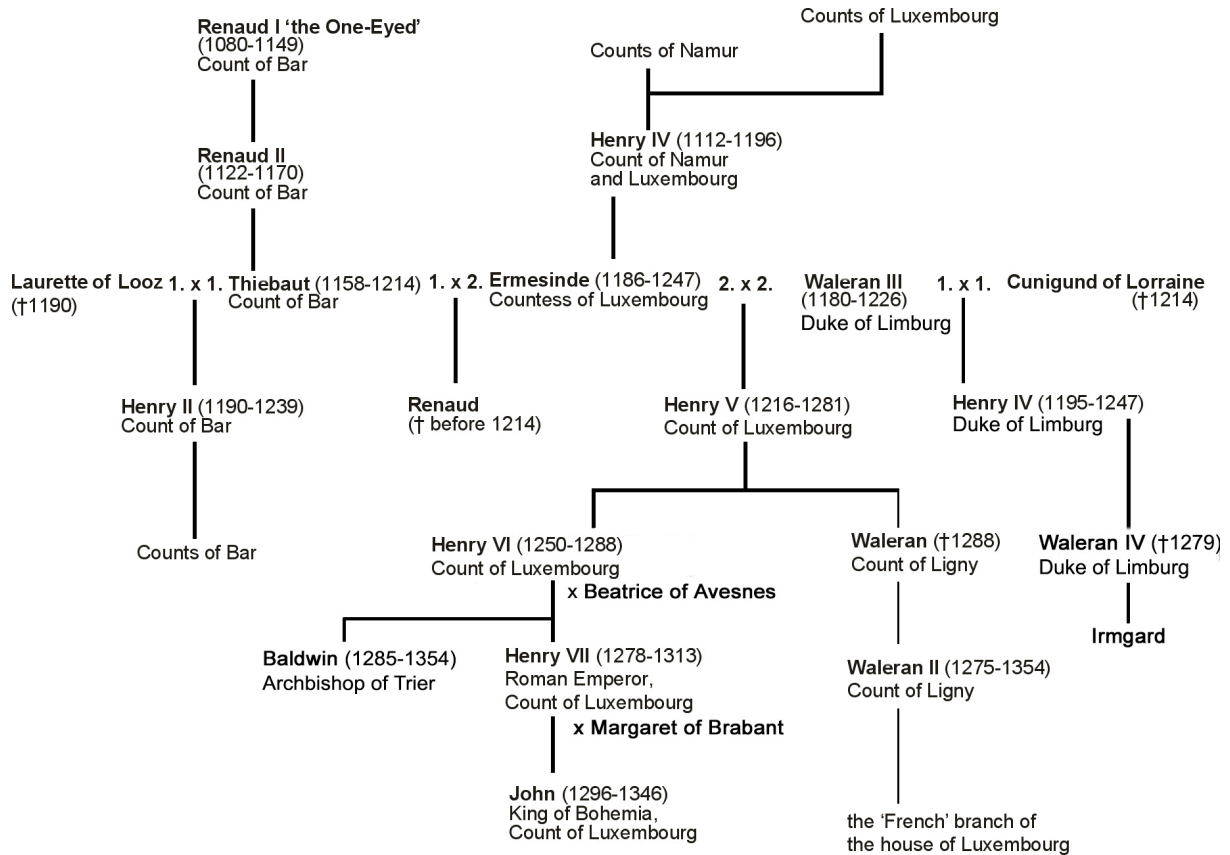 Counts of Luxembourg
Renaud I ‘the One-Eyed’
(1080-1149)
Count of Bar
Counts of Namur
Henry IV (1112-1196)
Count of Namur
and Luxembourg
Renaud II
(1122-1170)
Count of Bar
Laurette of Looz
(†1190)
1. x 1.
Thiebaut (1158-1214)
Count of Bar
1. x 2.
Ermesinde (1186-1247)
Countess of Luxembourg
2. x 2.
Waleran III
(1180-1226)
Duke of Limburg
1. x 1.
Cunigund of Lorraine
(†1214)
Henry II (1190-1239)
Count of Bar
Renaud
(† before 1214)
Henry V (1216-1281)
Count of Luxembourg
Henry IV (1195-1247)
Duke of Limburg
Counts of Bar
Henry VI (1250-1288)
Count of Luxembourg
x Beatrice of Avesnes
Waleran (†1288)
Count of Ligny
Waleran IV (†1279)
Duke of Limburg
Irmgard
Baldwin (1285-1354)
Archbishop of Trier
Henry VII (1278-1313)
Roman Emperor,
Count of Luxembourg
x Margaret of Brabant
Waleran II (1275-1354)
Count of Ligny
John (1296-1346)
King of Bohemia,
Count of Luxembourg
the ‘French’ branch of
the house of Luxembourg